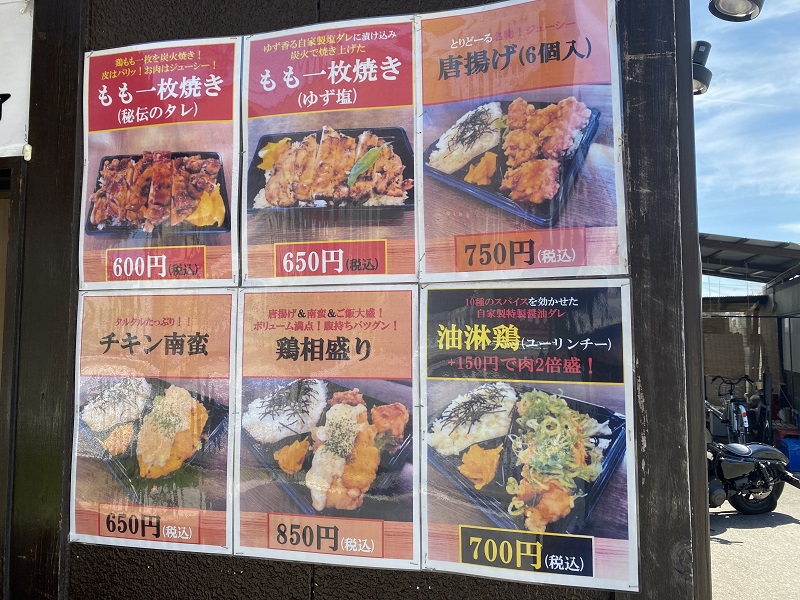 鶏もも一枚を炭火焼き！
皮はパリッ！お肉はジューシー！
もも一枚焼き
(秘伝のタレ)
600円(税込)
ゆず香る自家製塩ダレに漬け込み
炭火で焼き上げた
もも一枚焼き
(ゆず塩)
650円(税込)
とりどーる ！ジューシー
唐揚げ(6個入)
750円(税込)
タルタルたっぷり！！
チキン南蛮
650円(税込)
唐揚げ&南蛮&ご飯大盛！
ボリューム満点！腹持ちバツグン！
鶏相盛り
850円(税込)
10種のスパイスを効かせた
自家製特製醤油ダレ
油淋鶏(ユーリンチー)
+150円で肉2倍盛！
700円(税込)